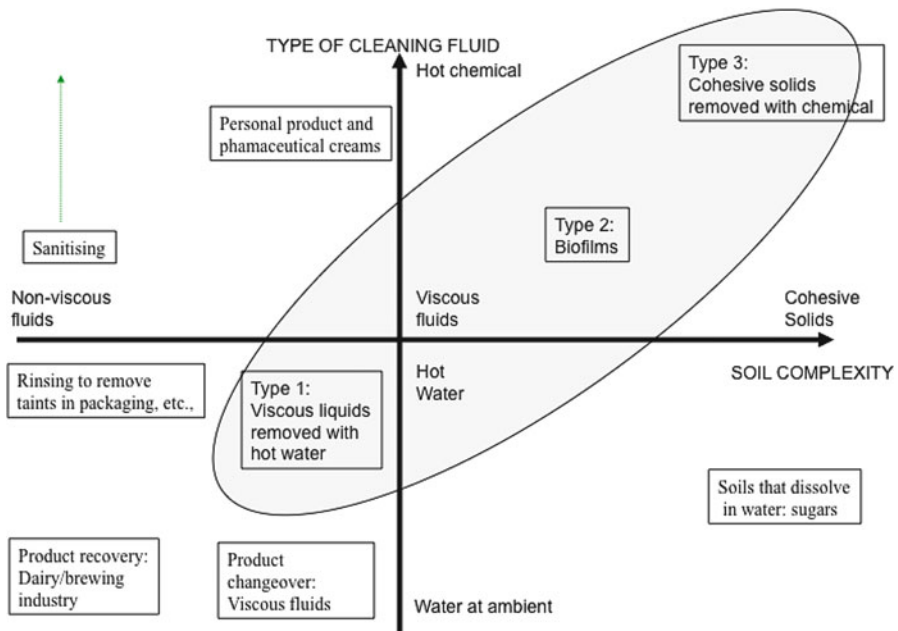 TYPE OF CLEANING FLUID
Hot chemical
Type 3:
Cohesive solids
removed with chemical
Personal product and
phamaceutical creams
Type 2:
Biofilms
Sanitising
Non-viscous
fluids
Viscous
fluids
Cohesive
Solids
SOIL COMPLEXITY
Rinsing to remove
taints in packaging, etc.,
Type 1:
Viscous liquids
removed with
hot water
Hot
Water
Soils that dissolve
in water: sugars
Product recovery:
Dairy/brewing
industry
Product
changeover:
Viscous fluids
Water at ambient